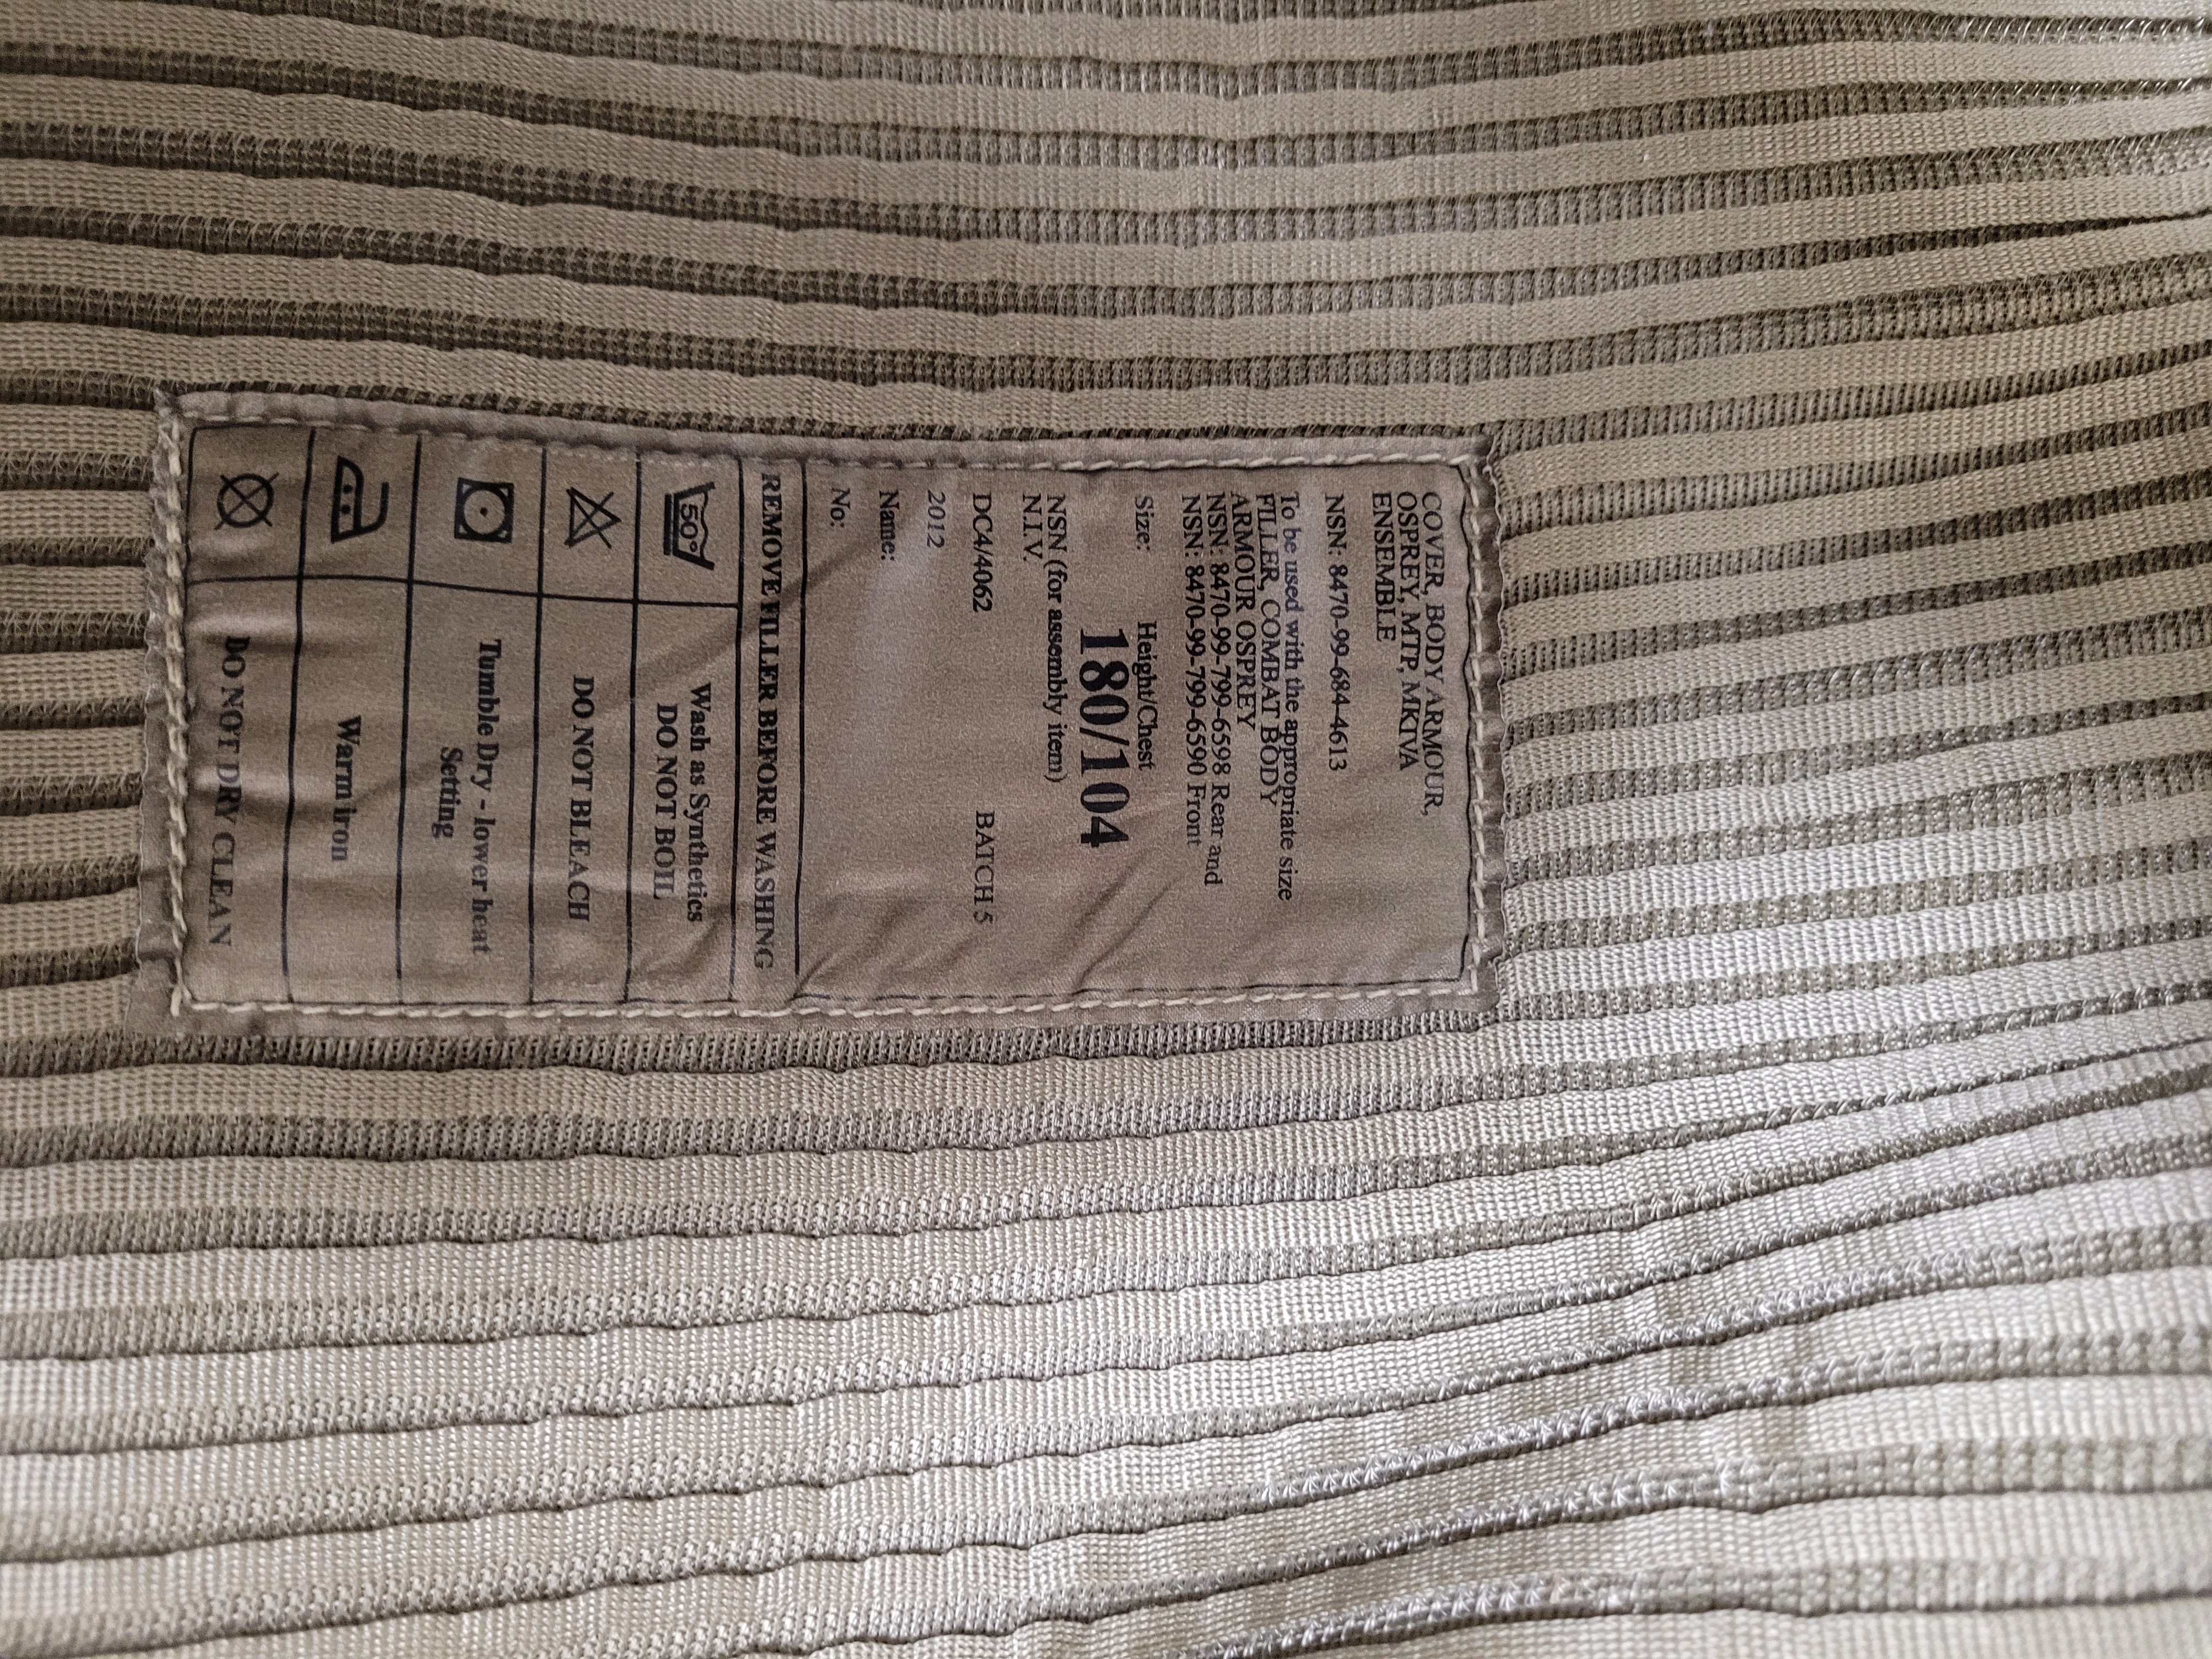 COVER, BODY ARMOUR,
OSPREY, MTP, MKIVA
ENSEMBLE
NSN: 8470-99-684-4613
To be used with the appropriate size
FILLER, COMBAT BODY
ARMOUR OSPREY
NSN: 8470-99-799-6598 Rear and
NSN: 8470-99-799-6590 Front
Size: Height/Chest
180/104
NSN (for assembly item)
N.I.V.
DC4/4062 BATCH 5
2012
Name:
No:
REMOVE FILLER BEFORE WASHING
50° Wash as Synthetics
DO NOT BOIL
DO NOT BLEACH
Tumble Dry - lower heat
Setting
Warm iron
DO NOT DRY CLEAN